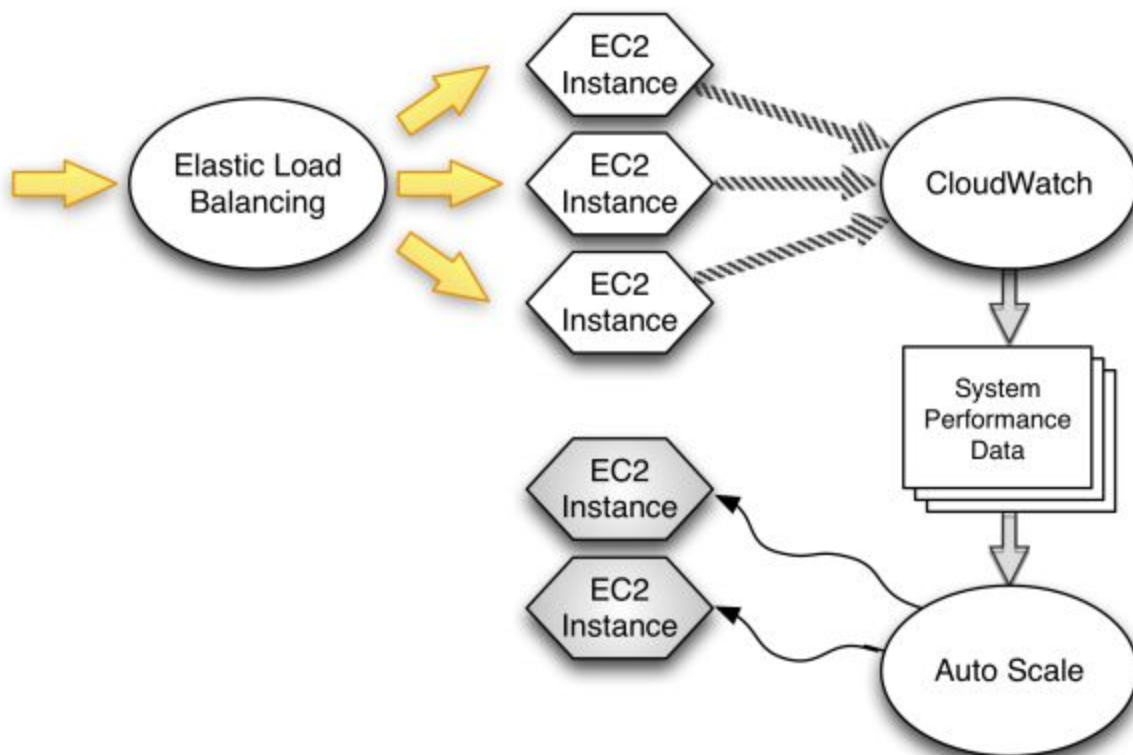 EC2
Instance
Elastic Load
Balancing
EC2
Instance
CloudWatch
EC2
Instance
System
Performance
Data
EC2
Instance
EC2
Instance
Auto Scale